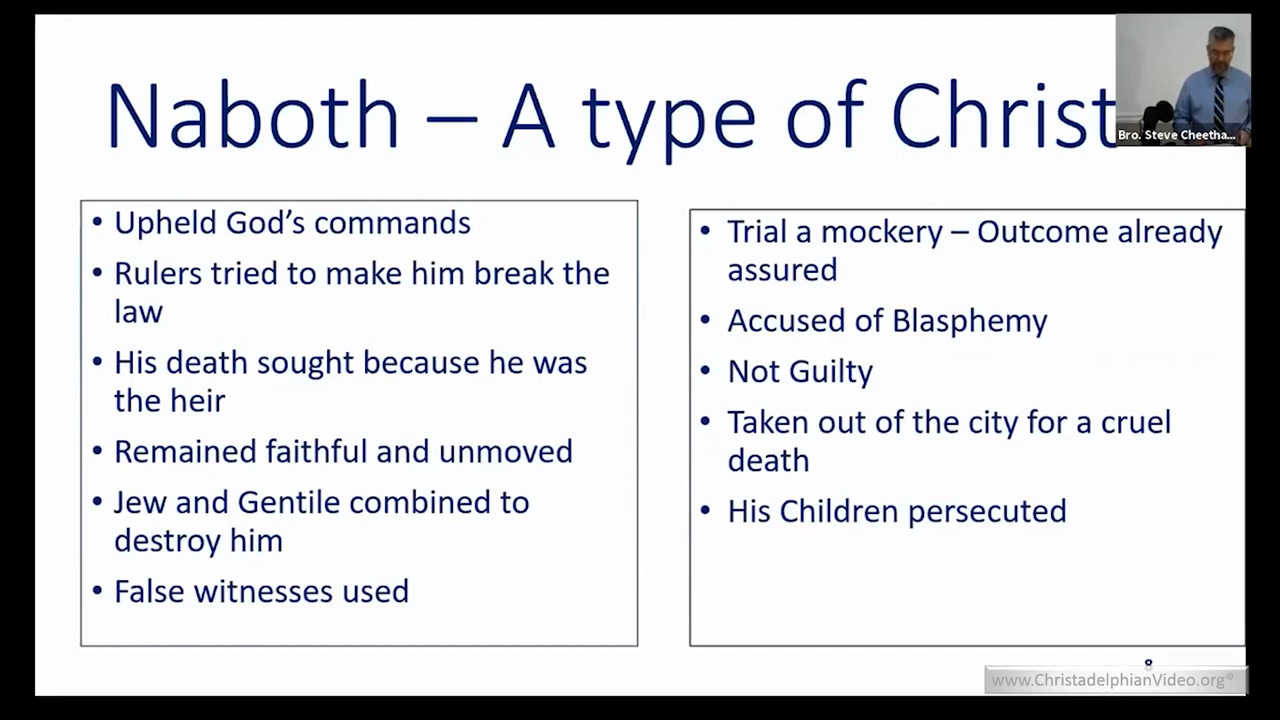 Naboth – A type of Christ
Bro. Steve Cheetha...
• Upheld God’s commands
• Rulers tried to make him break the
law
• His death sought because he was
the heir
• Remained faithful and unmoved
• Jew and Gentile combined to
destroy him
• False witnesses used
• Trial a mockery – Outcome already
assured
• Accused of Blasphemy
• Not Guilty
• Taken out of the city for a cruel
death
• His Children persecuted
8
www.ChristadelphianVideo.org®